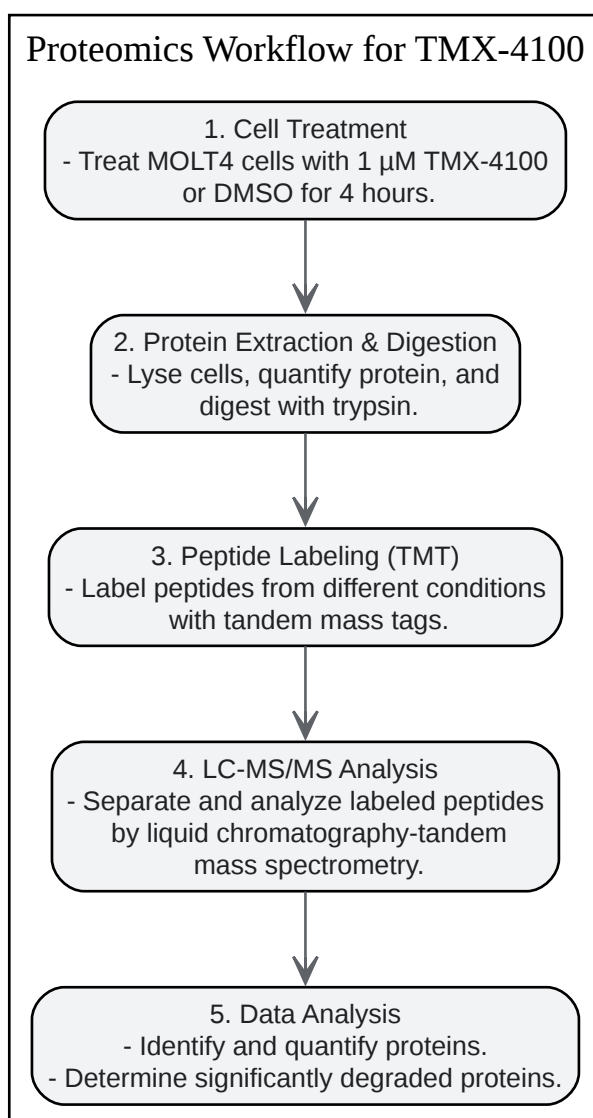 Proteomics Workflow for TMX-4100
1. Cell Treatment
- Treat MOLT4 cells with 1 µM TMX-4100
or DMSO for 4 hours.
2. Protein Extraction & Digestion
- Lyse cells, quantify protein, and
digest with trypsin.
3. Peptide Labeling (TMT)
- Label peptides from different conditions
with tandem mass tags.
4. LC-MS/MS Analysis
- Separate and analyze labeled peptides
by liquid chromatography-tandem
mass spectrometry.
5. Data Analysis
- Identify and quantify proteins.
- Determine significantly degraded proteins.